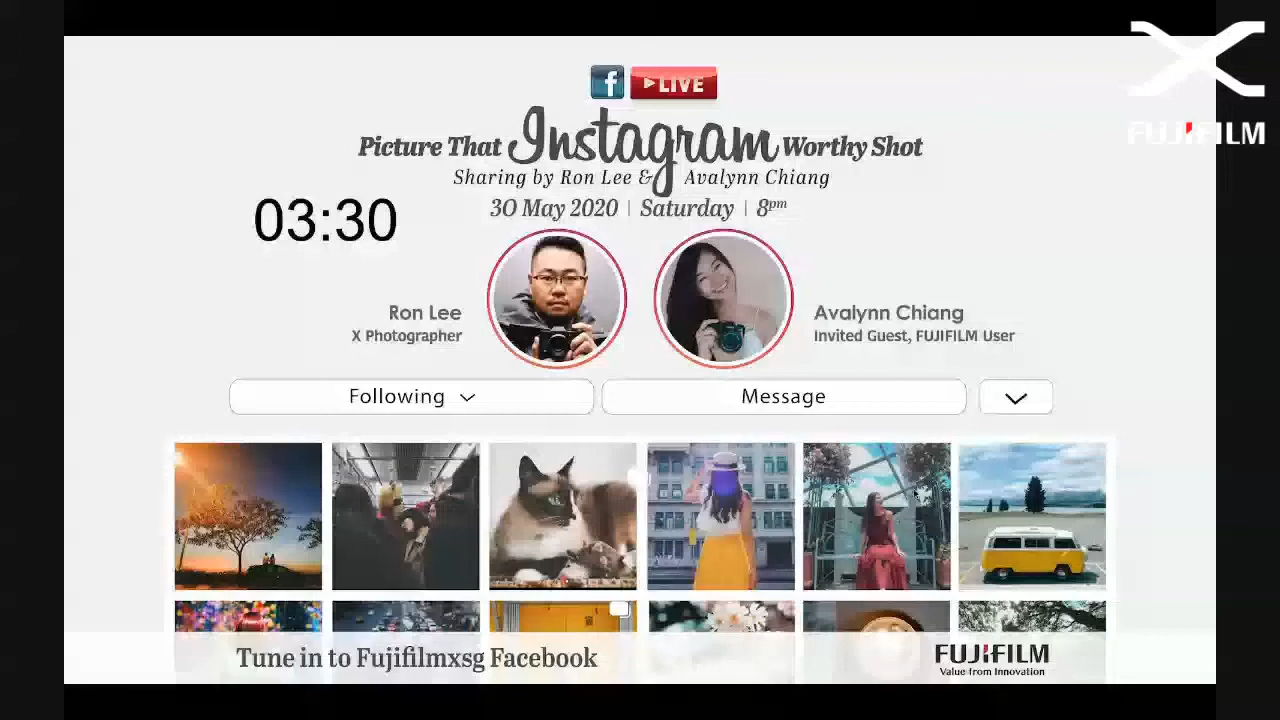 X
FUJIFILM
f LIVE
Picture That Instagram Worthy Shot
Sharing by Ron Lee & Avalynn Chiang
30 May 2020 | Saturday | 8pm
03:30
Ron Lee
X Photographer
Avalynn Chiang
Invited Guest, FUJIFILM User
Following
Message
Tune in to Fujifilmxsg Facebook
FUJIFILM
Value from Innovation